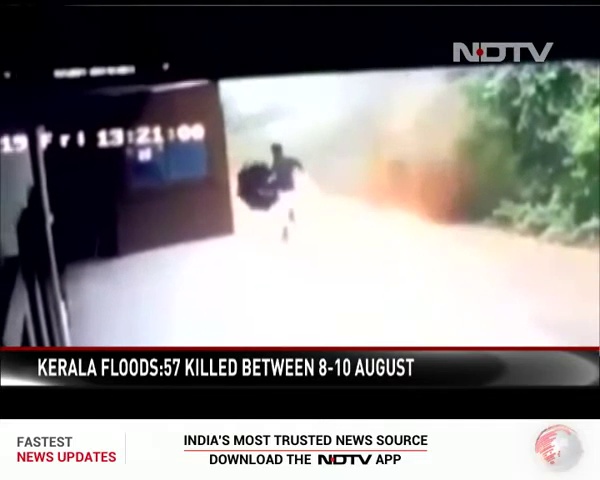 NDTV
19 Fri 13:21:00
KERALA FLOODS:57 KILLED BETWEEN 8-10 AUGUST
FASTEST
NEWS UPDATES
INDIA'S MOST TRUSTED NEWS SOURCE
DOWNLOAD THE NDTV APP